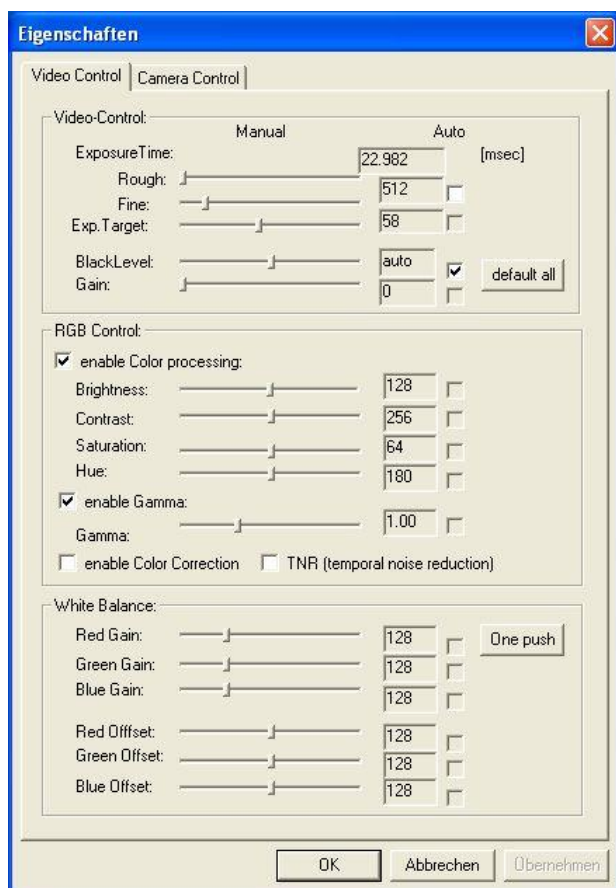 Eigenschaften
Video Control Camera Control
Video-Control:
Manual Auto
ExposureTime: 22.982 [msec]
Rough: 512
Fine:
Exp.Target: 58
BlackLevel: auto default all
Gain: 0
RGB Control:
enable Color processing:
Brightness: 128
Contrast: 256
Saturation: 64
Hue: 180
enable Gamma:
Gamma: 1.00
enable Color Correction TNR (temporal noise reduction)
White Balance:
Red Gain: 128 One push
Green Gain: 128
Blue Gain: 128
Red Offfset: 128
Green Offset: 128
Blue Offset: 128
OK Abbrechen Übernehmen